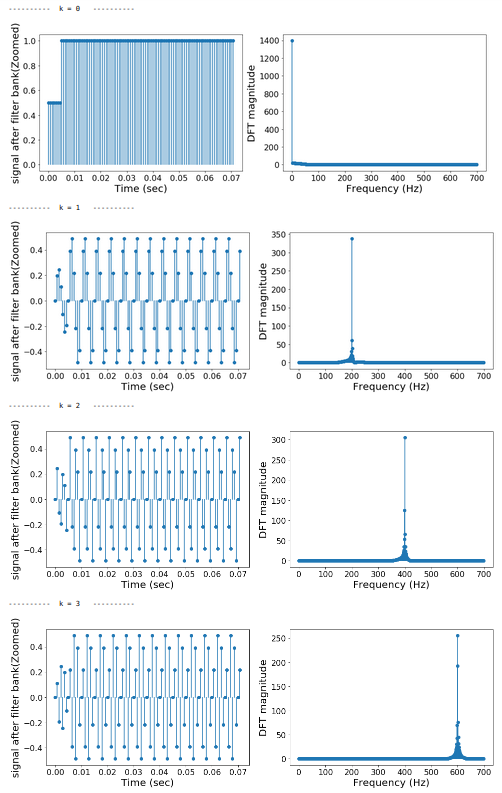 ---------- k = 0 ----------
signal after filter bank(Zoomed)
1.0
0.8
0.6
0.4
0.2
0.0
0.00 0.01 0.02 0.03 0.04 0.05 0.06 0.07
Time (sec)
DFT magnitude
1400
1200
1000
800
600
400
200
0
0 100 200 300 400 500 600 700
Frequency (Hz)
---------- k = 1 ----------
signal after filter bank(Zoomed)
0.4
0.2
0.0
−0.2
−0.4
0.00 0.01 0.02 0.03 0.04 0.05 0.06 0.07
Time (sec)
DFT magnitude
350
300
250
200
150
100
50
0
0 100 200 300 400 500 600 700
Frequency (Hz)
---------- k = 2 ----------
signal after filter bank(Zoomed)
0.4
0.2
0.0
−0.2
−0.4
0.00 0.01 0.02 0.03 0.04 0.05 0.06 0.07
Time (sec)
DFT magnitude
300
250
200
150
100
50
0
0 100 200 300 400 500 600 700
Frequency (Hz)
---------- k = 3 ----------
signal after filter bank(Zoomed)
0.4
0.2
0.0
−0.2
−0.4
0.00 0.01 0.02 0.03 0.04 0.05 0.06 0.07
Time (sec)
DFT magnitude
250
200
150
100
50
0
0 100 200 300 400 500 600 700
Frequency (Hz)